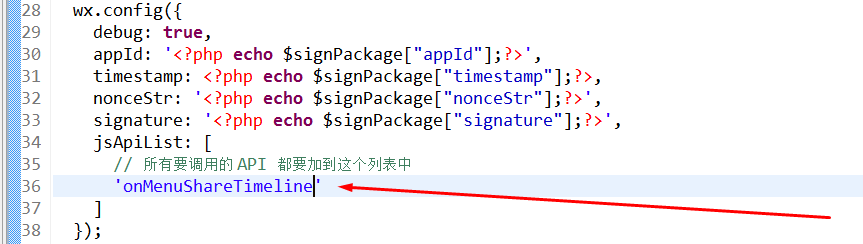 28 wx.config({
29 debug: true,
30 appId: '<?php echo $signPackage["appId"];?>',
31 timestamp: <?php echo $signPackage["timestamp"];?>,
32 nonceStr: '<?php echo $signPackage["nonceStr"];?>',
33 signature: '<?php echo $signPackage["signature"];?>',
34 jsApiList: [
35 // 所有要调用的 API 都要加到这个列表中
36 'onMenuShareTimeline'
37 ]
38 });